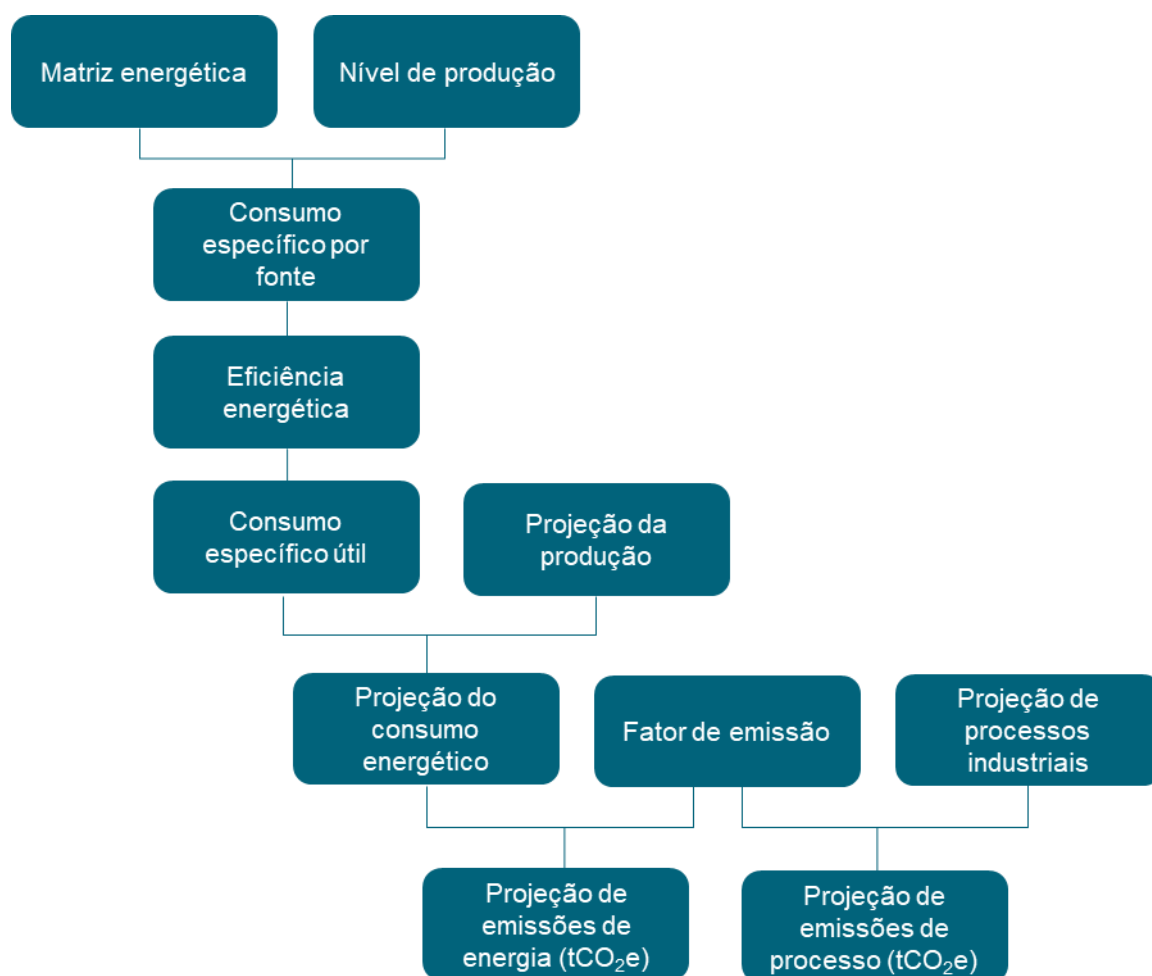 Matriz energética
Nível de produção
Consumo
específico por
fonte
Eficiência
energética
Consumo
específico útil
Projeção da
produção
Projeção do
consumo
energético
Fator de emissão
Projeção de
processos
industriais
Projeção de
emissões de
energia (tCO₂e)
Projeção de
emissões de
processo (tCO₂e)